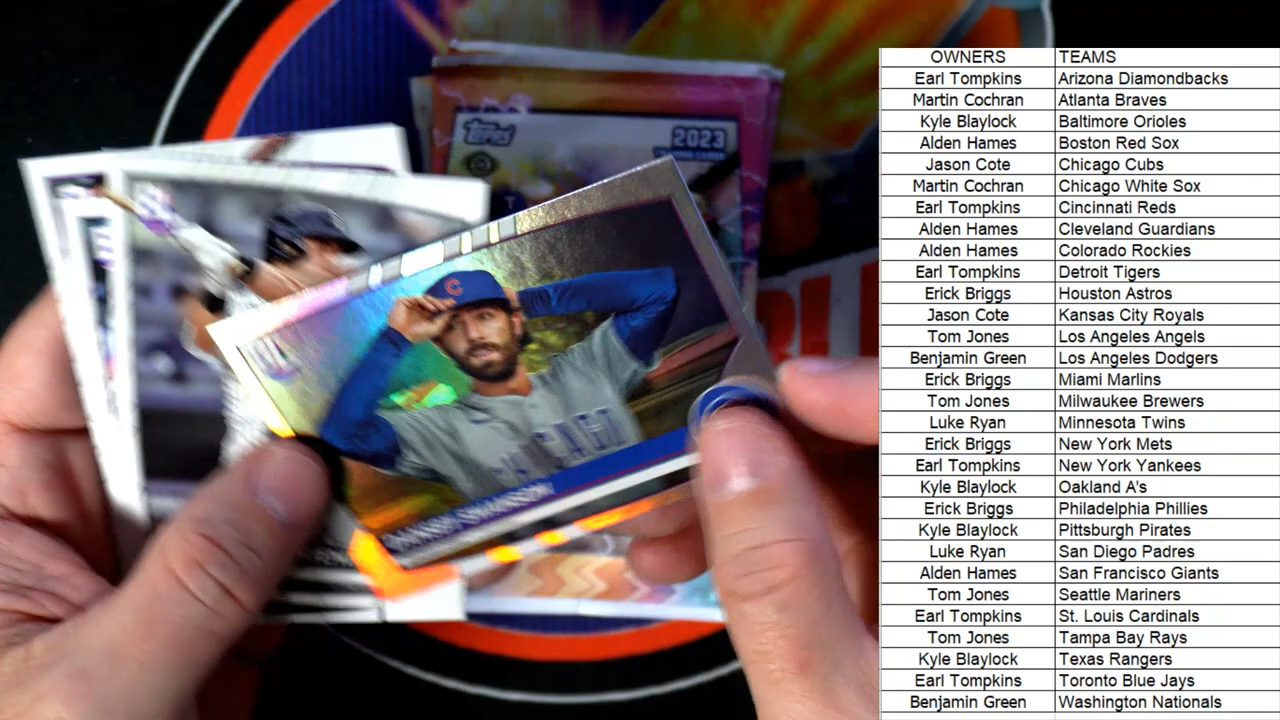 OWNERS TEAMS
Earl Tompkins Arizona Diamondbacks
Martin Cochran Atlanta Braves
Kyle Blaylock Baltimore Orioles
Alden Hames Boston Red Sox
Jason Cote Chicago Cubs
Martin Cochran Chicago White Sox
Earl Tompkins Cincinnati Reds
Alden Hames Cleveland Guardians
Alden Hames Colorado Rockies
Earl Tompkins Detroit Tigers
Erick Briggs Houston Astros
Jason Cote Kansas City Royals
Tom Jones Los Angeles Angels
Benjamin Green Los Angeles Dodgers
Erick Briggs Miami Marlins
Tom Jones Milwaukee Brewers
Luke Ryan Minnesota Twins
Erick Briggs New York Mets
Earl Tompkins New York Yankees
Kyle Blaylock Oakland A's
Erick Briggs Philadelphia Phillies
Kyle Blaylock Pittsburgh Pirates
Luke Ryan San Diego Padres
Alden Hames San Francisco Giants
Tom Jones Seattle Mariners
Earl Tompkins St. Louis Cardinals
Tom Jones Tampa Bay Rays
Kyle Blaylock Texas Rangers
Earl Tompkins Toronto Blue Jays
Benjamin Green Washington Nationals
TOPPS
2023
C